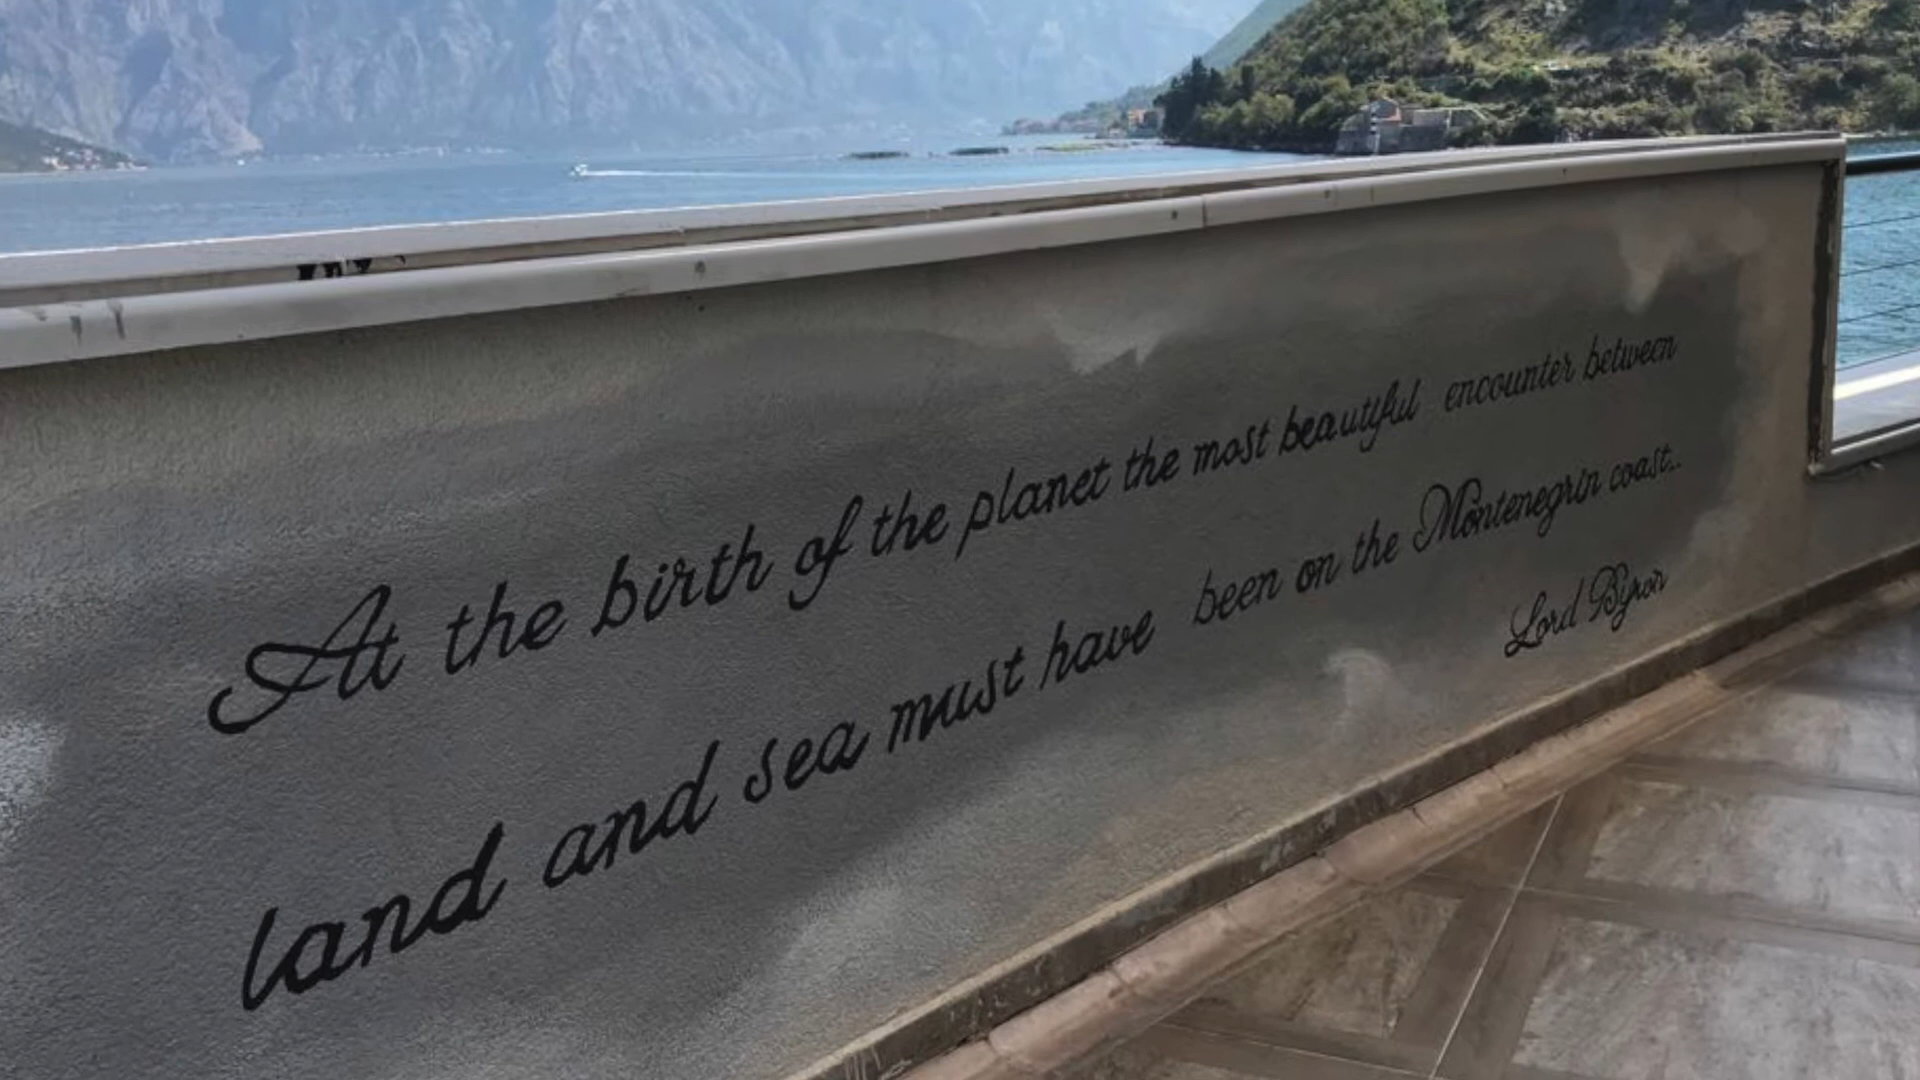 At the birth of the planet the most beautiful encounter between
land and sea must have been on the Montenegrin coast..
Lord Byron